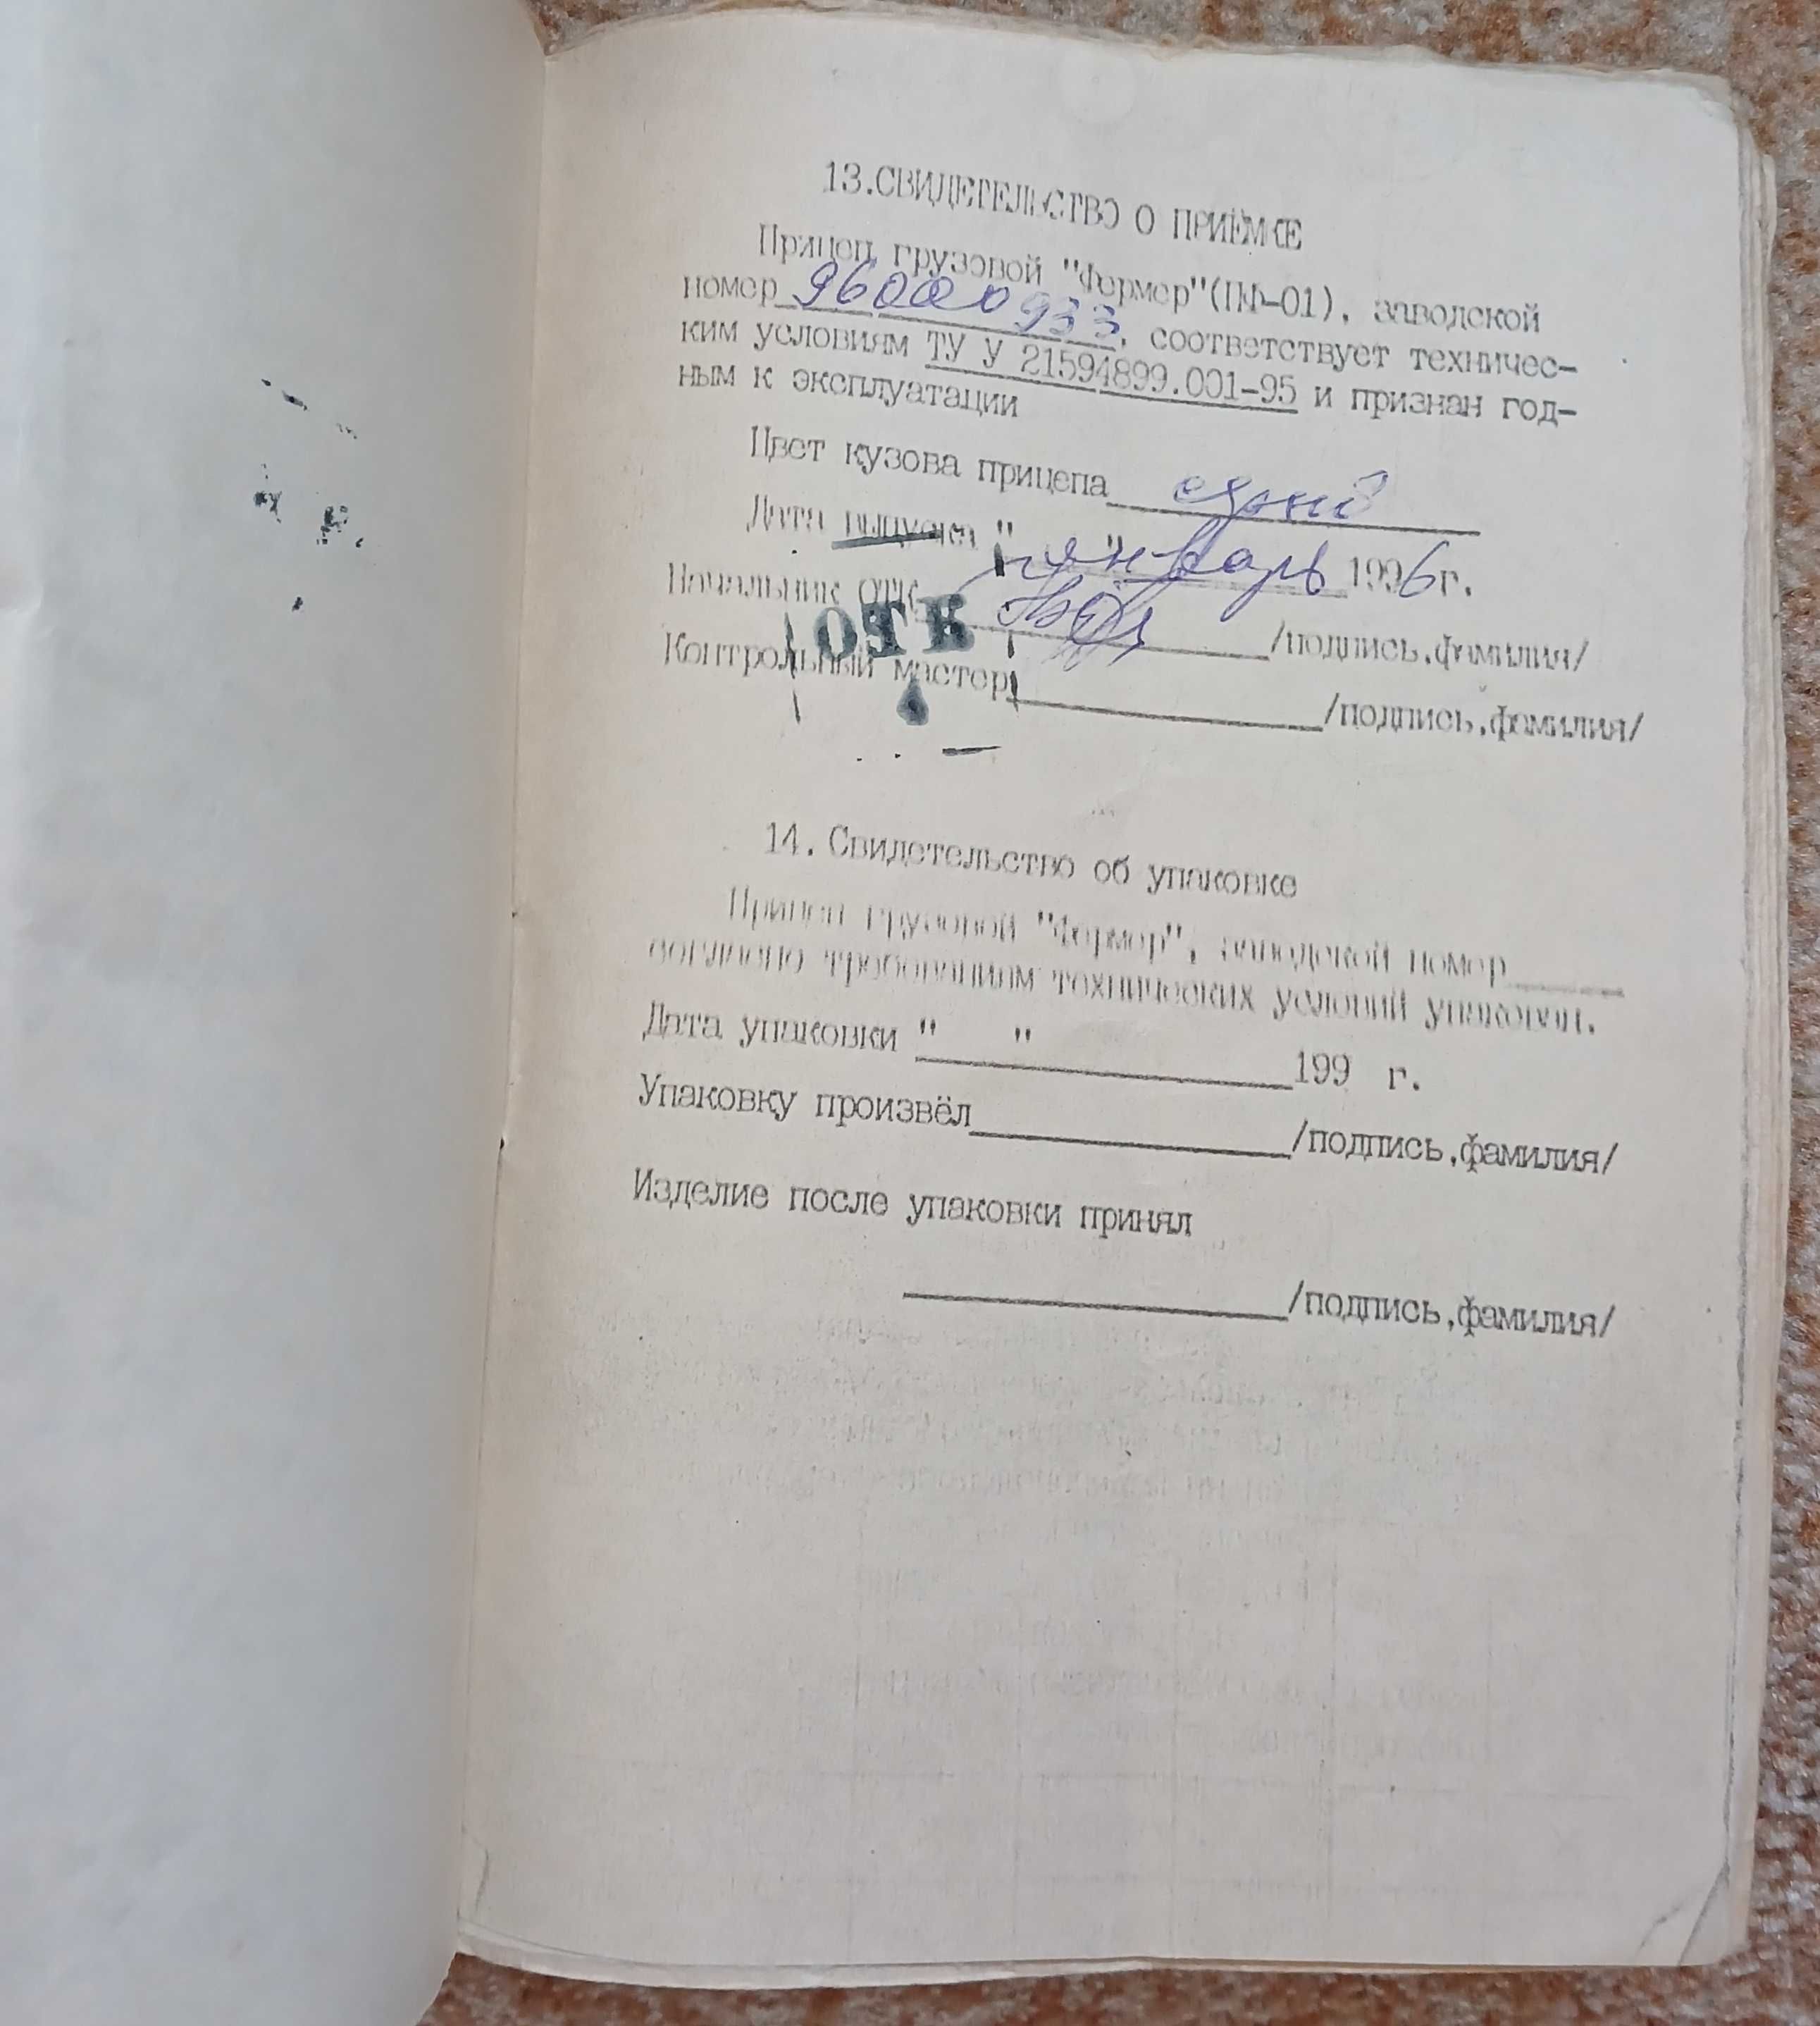 13.СВИДЕТЕЛЬСТВО О ПРИЁМКЕ
Прицеп грузовой "Фермер"(ПФ-01), заводской
номер 96000933, соответствует техничес-
ким условиям ТУ У 21594899.001-95 и признан год-
ным к эксплуатации
Цвет кузова прицепа
Дата выпуска " " январь 1996г.
Начальник ОТК /подпись,фамилия/
ОТК
Контрольный мастер /подпись,фамилия/
14. Свидетельство об упаковке
Прицеп грузовой "Фермер", заводской номер
согласно требованиям технических условий упакован.
Дата упаковки " " 199 г.
Упаковку произвёл /подпись,фамилия/
Изделие после упаковки принял
/подпись,фамилия/